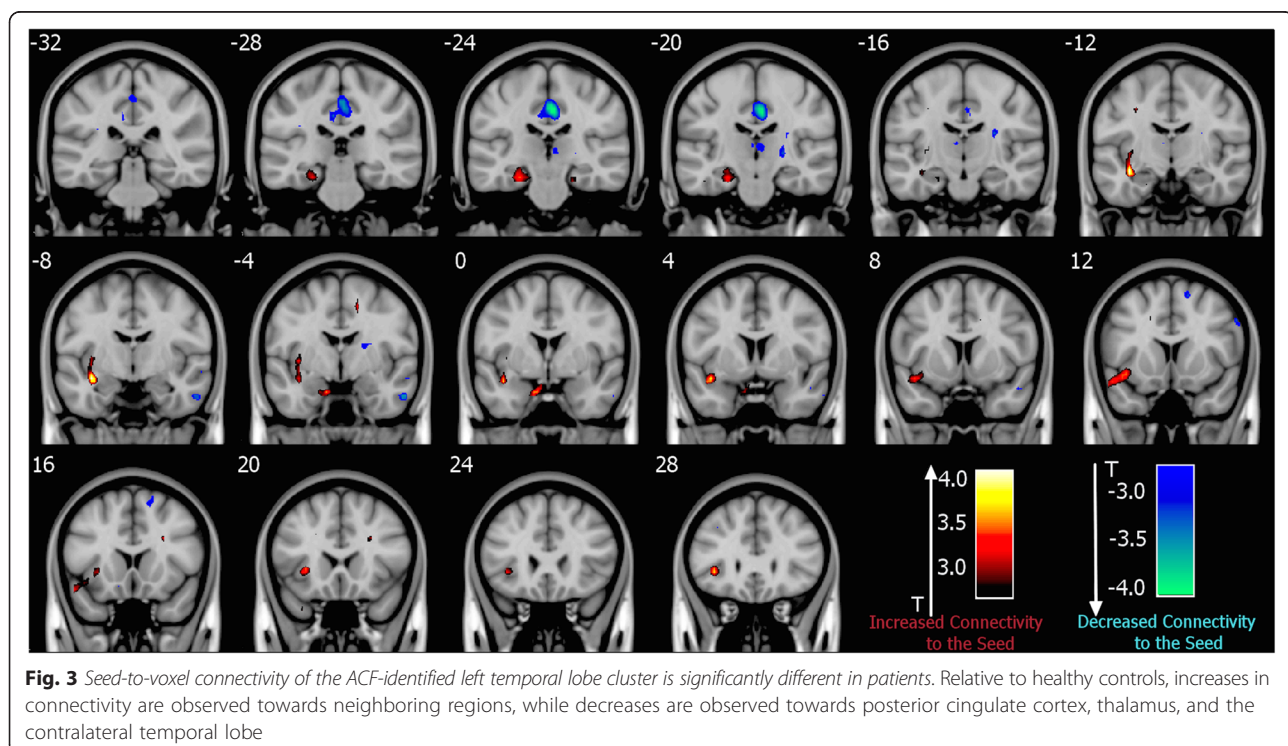 -32 -28 -24 -20 -16 -12
-8 -4 0 4 8 12
16 20 24 28
4.0
3.5
3.0
T
Increased Connectivity
to the Seed
T
-3.0
-3.5
-4.0
Decreased Connectivity
to the Seed
Fig. 3 Seed-to-voxel connectivity of the ACF-identified left temporal lobe cluster is significantly different in patients. Relative to healthy controls, increases in
connectivity are observed towards neighboring regions, while decreases are observed towards posterior cingulate cortex, thalamus, and the
contralateral temporal lobe